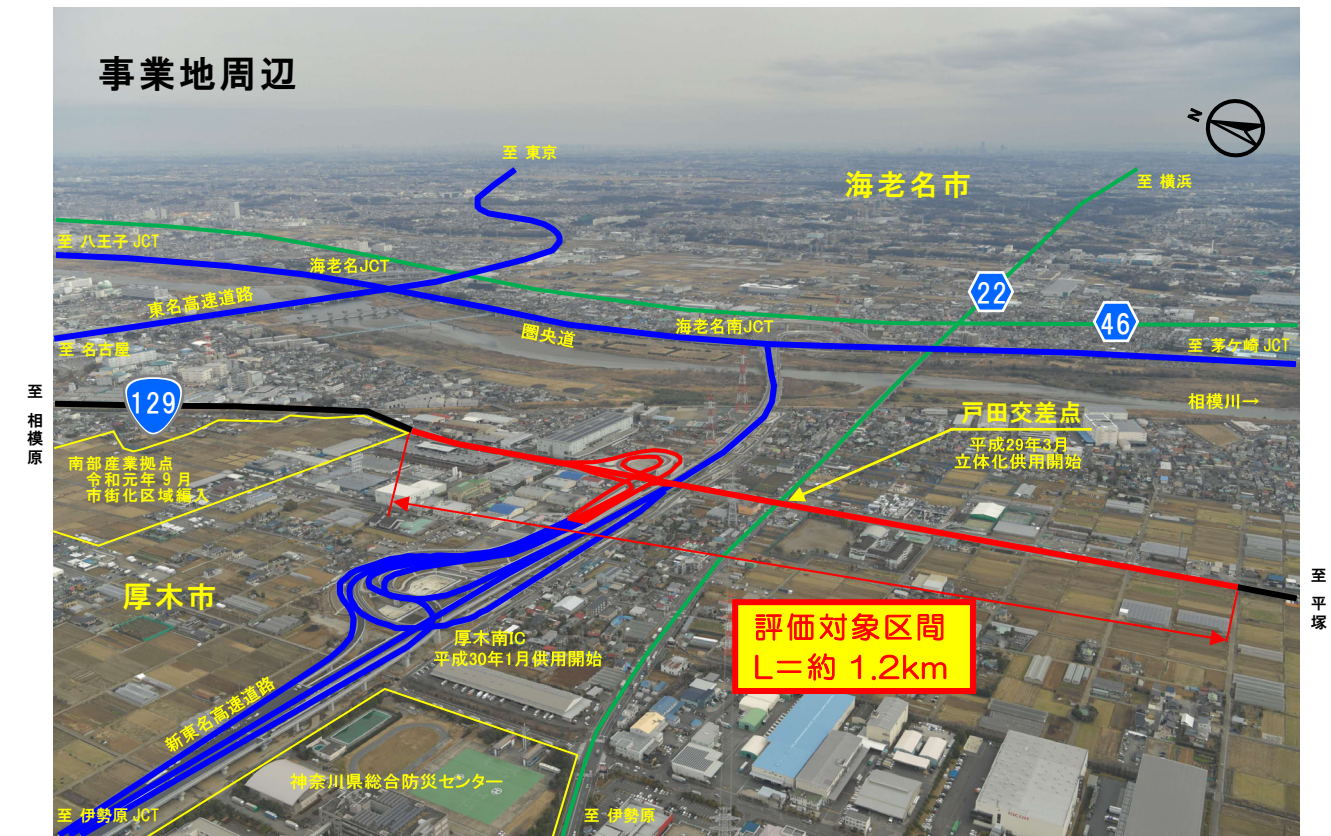 事業地周辺
N
至 東京
海老名市
至 横浜
至 八王子 JCT
海老名JCT
東名高速道路
22
46
圏央道
海老名南JCT
至 名古屋
至 茅ケ崎 JCT
至 相模原
129
相模川→
戸田交差点
平成29年3月
立体化供用開始
南部産業拠点
令和元年 9 月
市街化区域編入
厚木市
至 平塚
評価対象区間
L=約 1.2km
厚木南IC
平成30年1月供用開始
新東名高速道路
神奈川県総合防災センター
至 伊勢原 JCT
至 伊勢原
RICOH